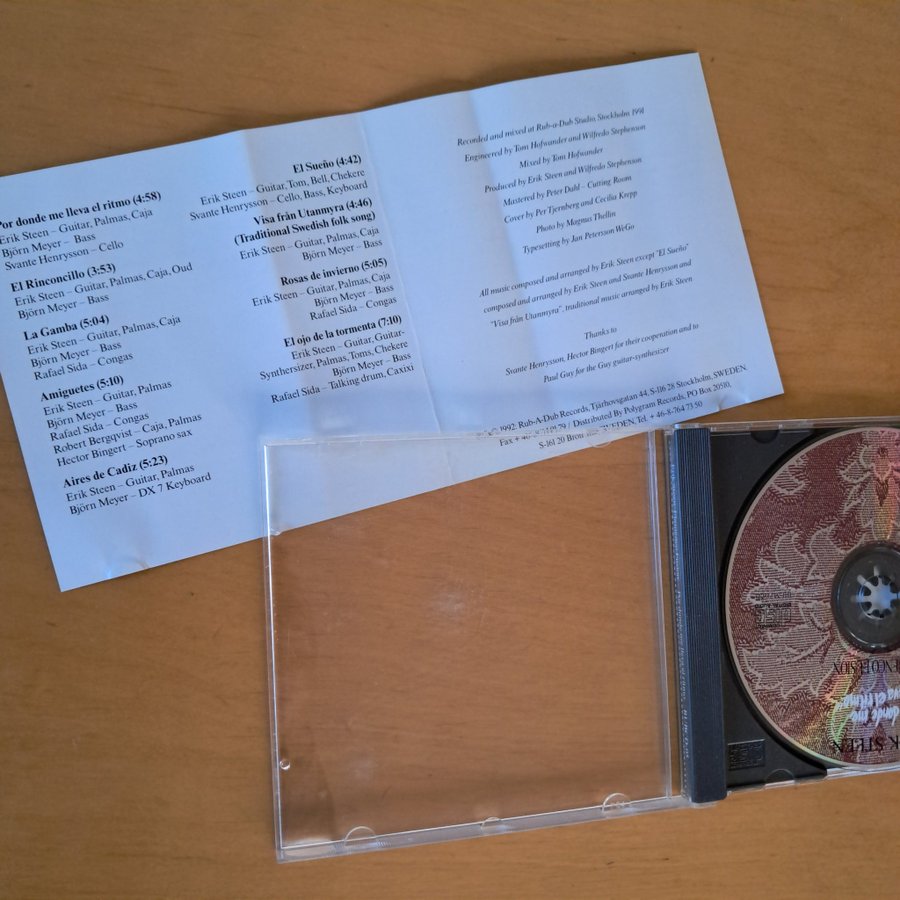 Por donde me lleva el ritmo (4:58)
Erik Steen – Guitar, Palmas, Caja
Björn Meyer – Bass
Svante Henrysson – Cello
El Rinconcillo (3:53)
Erik Steen – Guitar, Palmas, Caja, Oud
Björn Meyer – Bass
La Gamba (5:04)
Erik Steen – Guitar, Palmas, Caja
Björn Meyer – Bass
Rafael Sida – Congas
Amiguetes (5:10)
Erik Steen – Guitar, Palmas
Björn Meyer – Bass
Rafael Sida – Congas
Robert Bergqvist – Caja, Palmas
Hector Bingert – Soprano sax
Aires de Cadiz (5:23)
Erik Steen – Guitar, Palmas
Björn Meyer – DX 7 Keyboard
El Sueño (4:42)
Erik Steen – Guitar, Tom, Bell, Chekere
Svante Henrysson – Cello, Bass, Keyboard
Visa från Utanmyra (4:46)
(Traditional Swedish folk song)
Erik Steen – Guitar, Palmas, Caja
Björn Meyer – Bass
Rosas de invierno (5:05)
Erik Steen – Guitar, Palmas, Caja
Björn Meyer – Bass
Rafael Sida – Congas
El ojo de la tormenta (7:10)
Erik Steen – Guitar, Guitar-
Synthersizer, Palmas, Toms, Chekere
Björn Meyer – Bass
Rafael Sida – Talking drum, Caxixi
Recorded and mixed at Rub-a-Dub Studio, Stockholm 1991
Engineered by Tom Hofwander and Wilfredo Stephenson
Mixed by Tom Hofwander
Produced by Erik Steen and Wilfredo Stephenson
Mastered by Peter Dahl – Cutting Room
Cover by Per Tjernberg and Cecilia Krepp
Photo by Magnus Thellin
Typesetting by Jan Petersson WeGo
All music composed and arranged by Erik Steen except "El Sueño"
composed and arranged by Erik Steen and Svante Henrysson and
"Visa från Utanmyra", traditional music arranged by Erik Steen
Thanks to
Svante Henrysson, Hector Bingert for their cooperation and to
Paul Guy for the Guy guitar-synthesizer
1992. Rub-A-Dub Records, Tjärhovsgatan 44, S-116 28 Stockholm, SWEDEN.
Fax + 46-8- Distributed By Polygram Records, PO Box 20510,
S-161 20 SWEDEN, Tel. + 46-8-764 73 50
STEEN